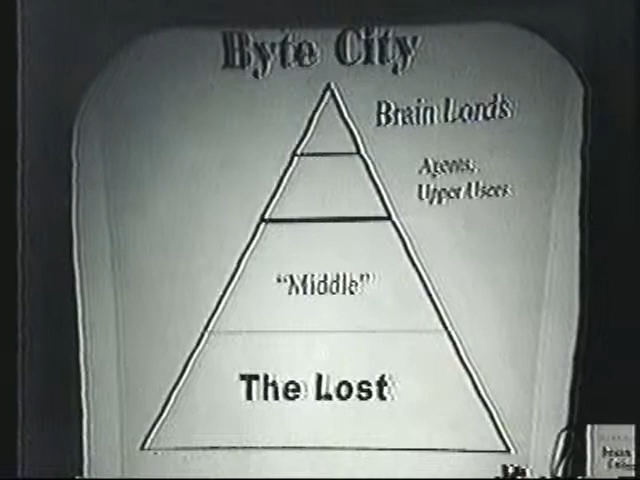 Byte City
Brain Lords
Agents,
Upper Users
"Middle"
The Lost